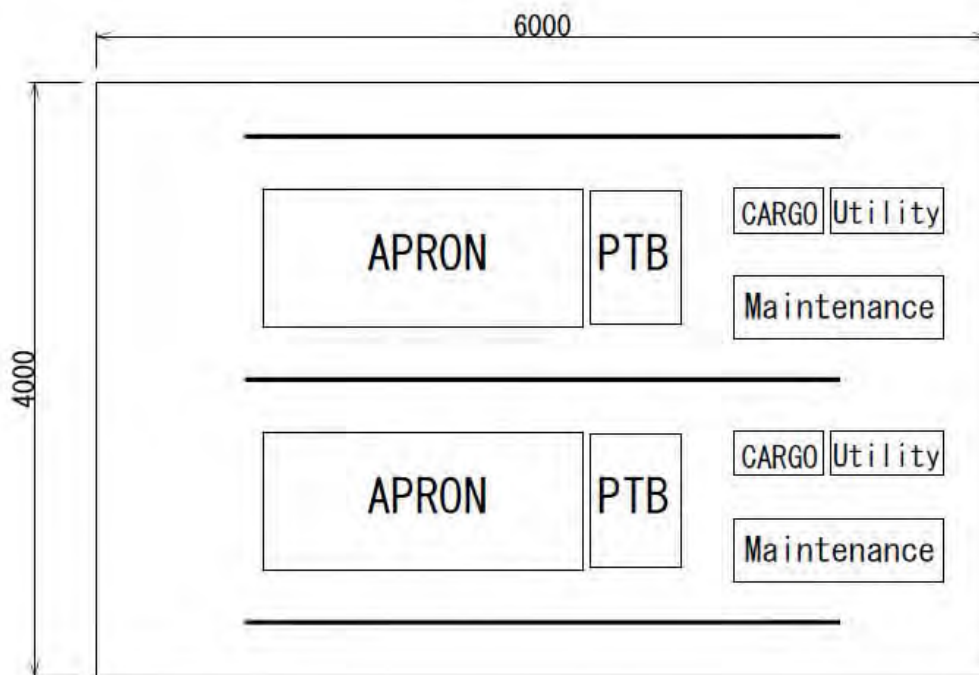 6000
CARGO Utility
APRON PTB
Maintenance
4000
CARGO Utility
APRON PTB
Maintenance